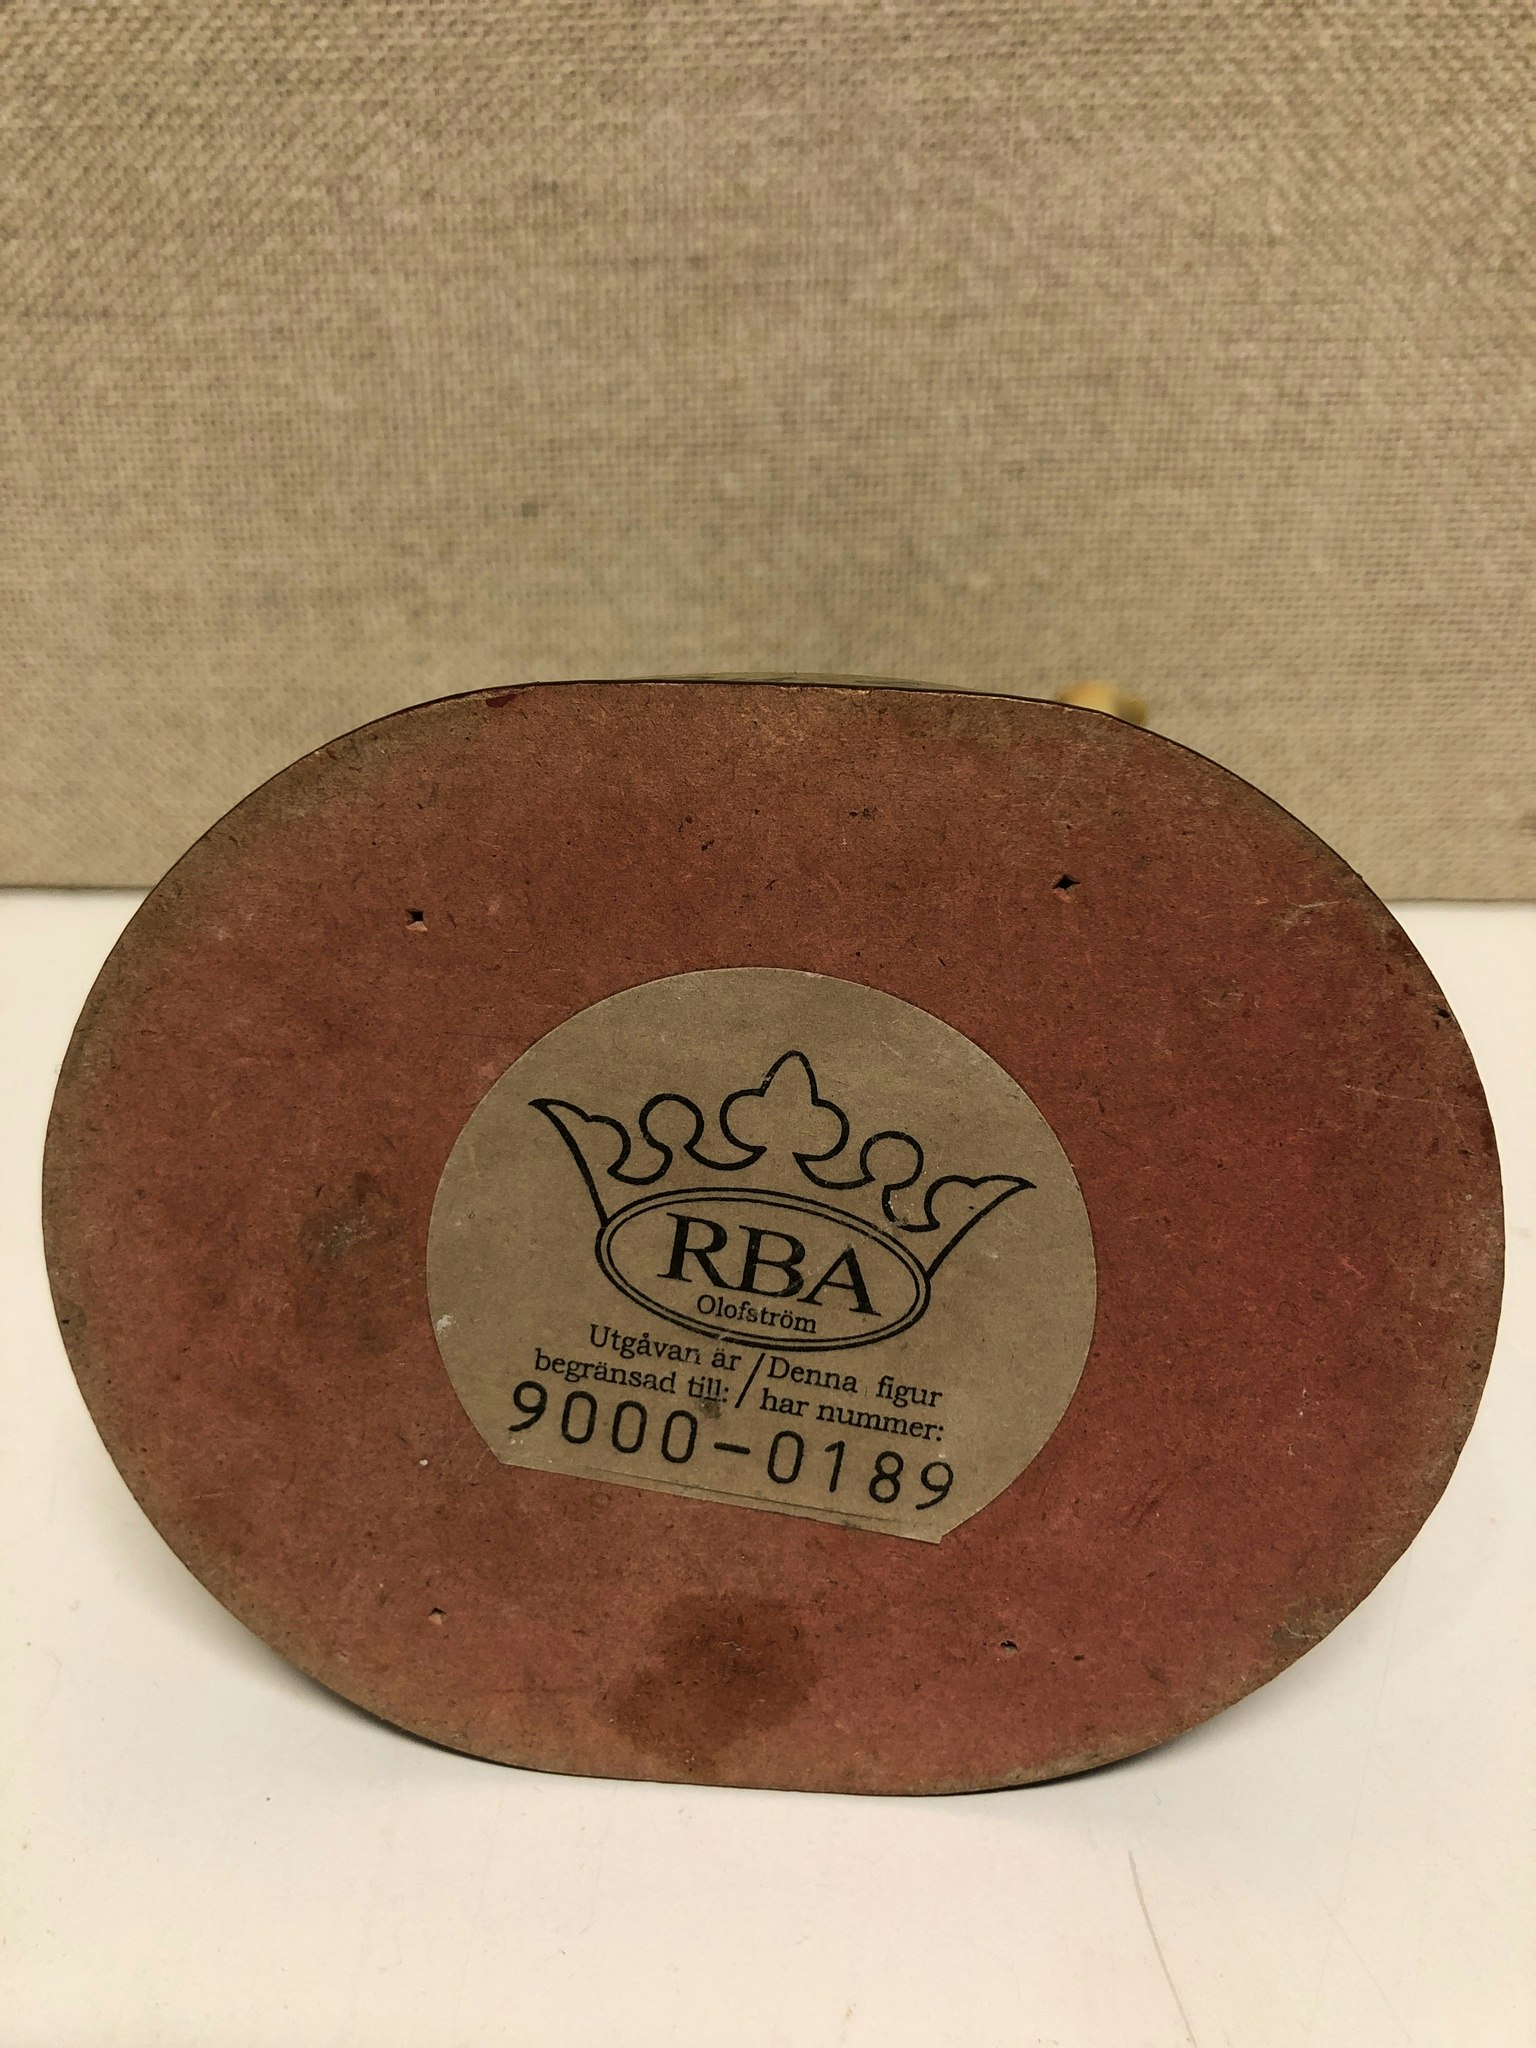 RBA
Olofström
Utgåvan är / Denna figur
begränsad till: / har nummer:
9000-0189